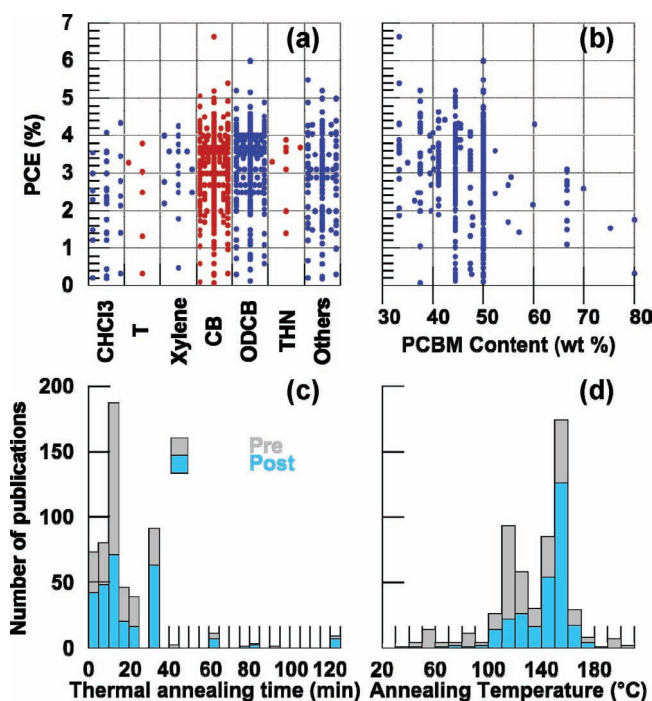 7
6
5
4
3
2
1
0
PCE (%)
(a)
CHCl3
T
Xylene
CB
ODCB
THN
Others
(b)
30 40 50 60 70 80
PCBM Content (wt %)
200
150
100
50
0
Number of publications
(c)
Pre
Post
0 20 40 60 80 100 120
Thermal annealing time (min)
(d)
20 60 100 140 180
Annealing Temperature (°C)